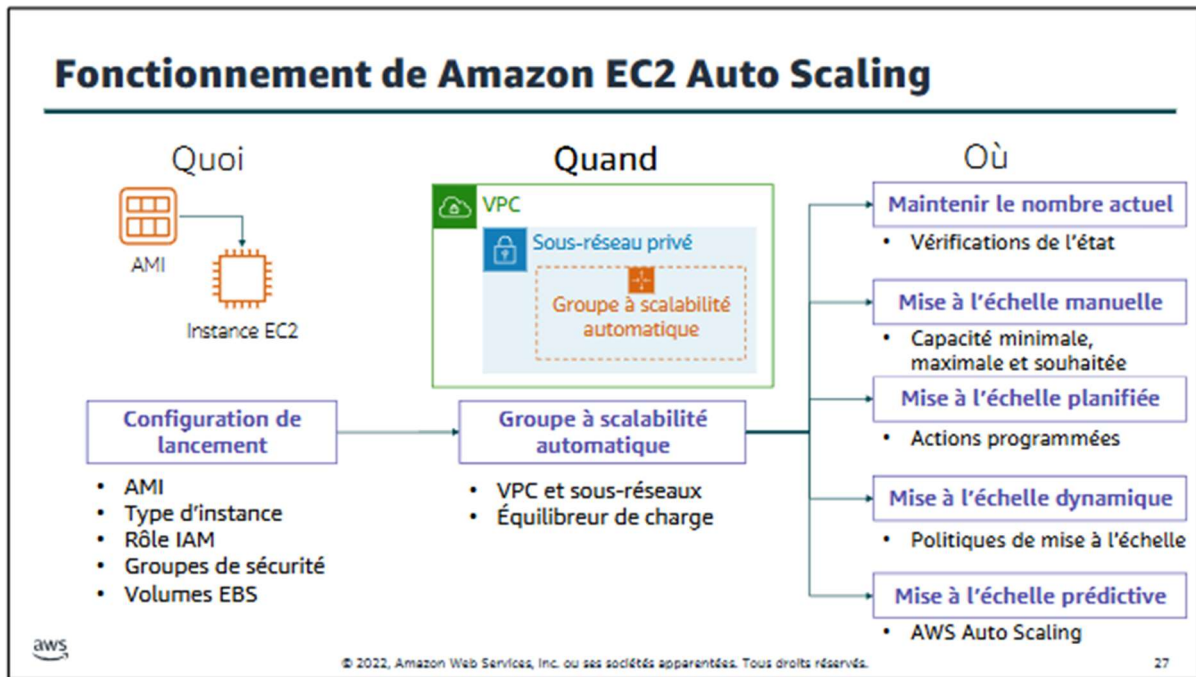 Fonctionnement de Amazon EC2 Auto Scaling
Quoi
AMI
Instance EC2
Configuration de
lancement
• AMI
• Type d'instance
• Rôle IAM
• Groupes de sécurité
• Volumes EBS
Quand
VPC
Sous-réseau privé
Groupe à scalabilité
automatique
Groupe à scalabilité
automatique
• VPC et sous-réseaux
• Équilibreur de charge
Où
Maintenir le nombre actuel
• Vérifications de l'état
Mise à l'échelle manuelle
• Capacité minimale,
maximale et souhaitée
Mise à l'échelle planifiée
• Actions programmées
Mise à l'échelle dynamique
• Politiques de mise à l'échelle
Mise à l'échelle prédictive
• AWS Auto Scaling
aws
© 2022, Amazon Web Services, Inc. ou ses sociétés apparentées. Tous droits réservés.
27